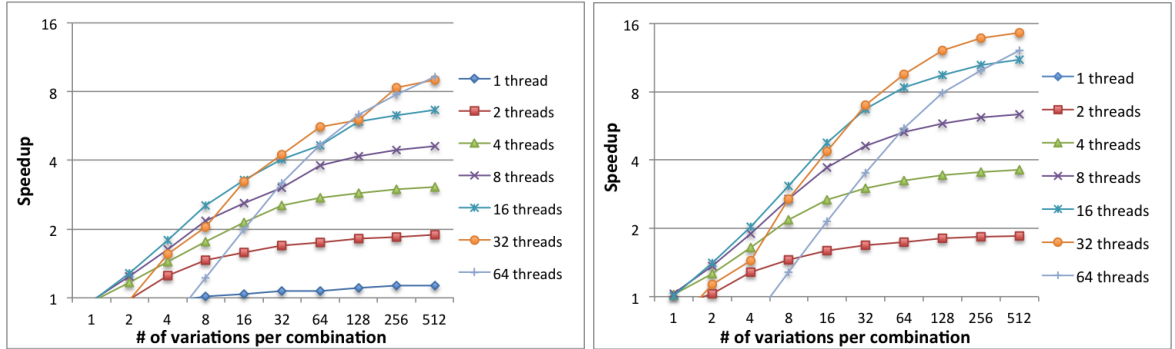 16
8
4
2
1
Speedup
1 2 4 8 16 32 64 128 256 512
# of variations per combination
1 thread
2 threads
4 threads
8 threads
16 threads
32 threads
64 threads
16
8
4
2
1
Speedup
1 2 4 8 16 32 64 128 256 512
# of variations per combination
1 thread
2 threads
4 threads
8 threads
16 threads
32 threads
64 threads